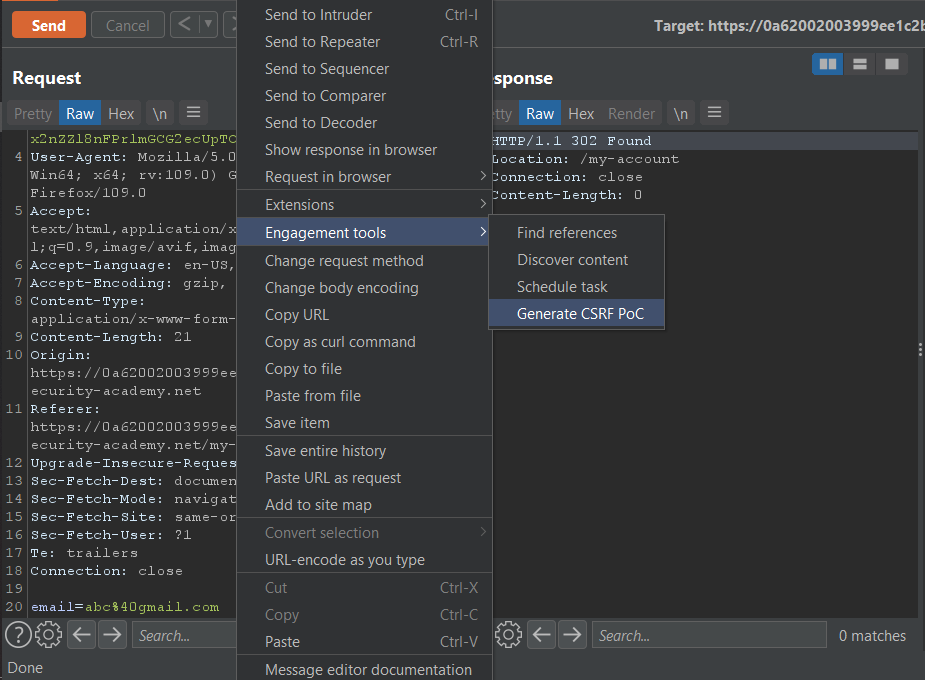 Send
Cancel
<
Target: https://0a62002003999ee1c2b
Request
Pretty
Raw
Hex
\n
x2nZZl8nFPrlmGCG2ecUpTC
4 User-Agent: Mozilla/5.0
Win64; x64; rv:109.0) G
Firefox/109.0
5 Accept:
text/html,application/x
l;q=0.9,image/avif,imag
6 Accept-Language: en-US,
7 Accept-Encoding: gzip,
8 Content-Type:
application/x-www-form-
9 Content-Length: 21
10 Origin:
https://0a62002003999ee
ecurity-academy.net
11 Referer:
https://0a62002003999ee
ecurity-academy.net/my-
12 Upgrade-Insecure-Reques
13 Sec-Fetch-Dest: documen
14 Sec-Fetch-Mode: navigat
15 Sec-Fetch-Site: same-or
16 Sec-Fetch-User: ?1
17 Te: trailers
18 Connection: close
19
20 email=abc%40gmail.com
? Search...
Done
Send to Intruder Ctrl-I
Send to Repeater Ctrl-R
Send to Sequencer
Send to Comparer
Send to Decoder
Show response in browser
Request in browser
Extensions
Engagement tools
Change request method
Change body encoding
Copy URL
Copy as curl command
Copy to file
Paste from file
Save item
Save entire history
Paste URL as request
Add to site map
Convert selection
URL-encode as you type
Cut Ctrl-X
Copy Ctrl-C
Paste Ctrl-V
Message editor documentation
Find references
Discover content
Schedule task
Generate CSRF PoC
sponse
etty
Raw
Hex
Render
\n
HTTP/1.1 302 Found
Location: /my-account
Connection: close
Content-Length: 0
Search...
0 matches